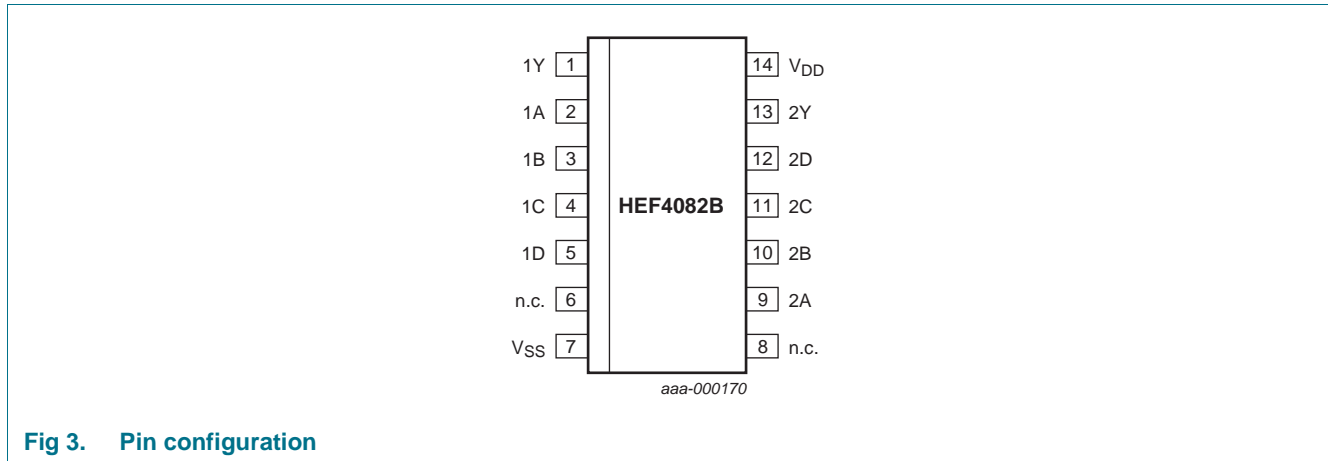 1Y 1 14 VDD
1A 2 13 2Y
1B 3 12 2D
1C 4 HEF4082B 11 2C
1D 5 10 2B
n.c. 6 9 2A
VSS 7 8 n.c.
aaa-000170
Fig 3. Pin configuration